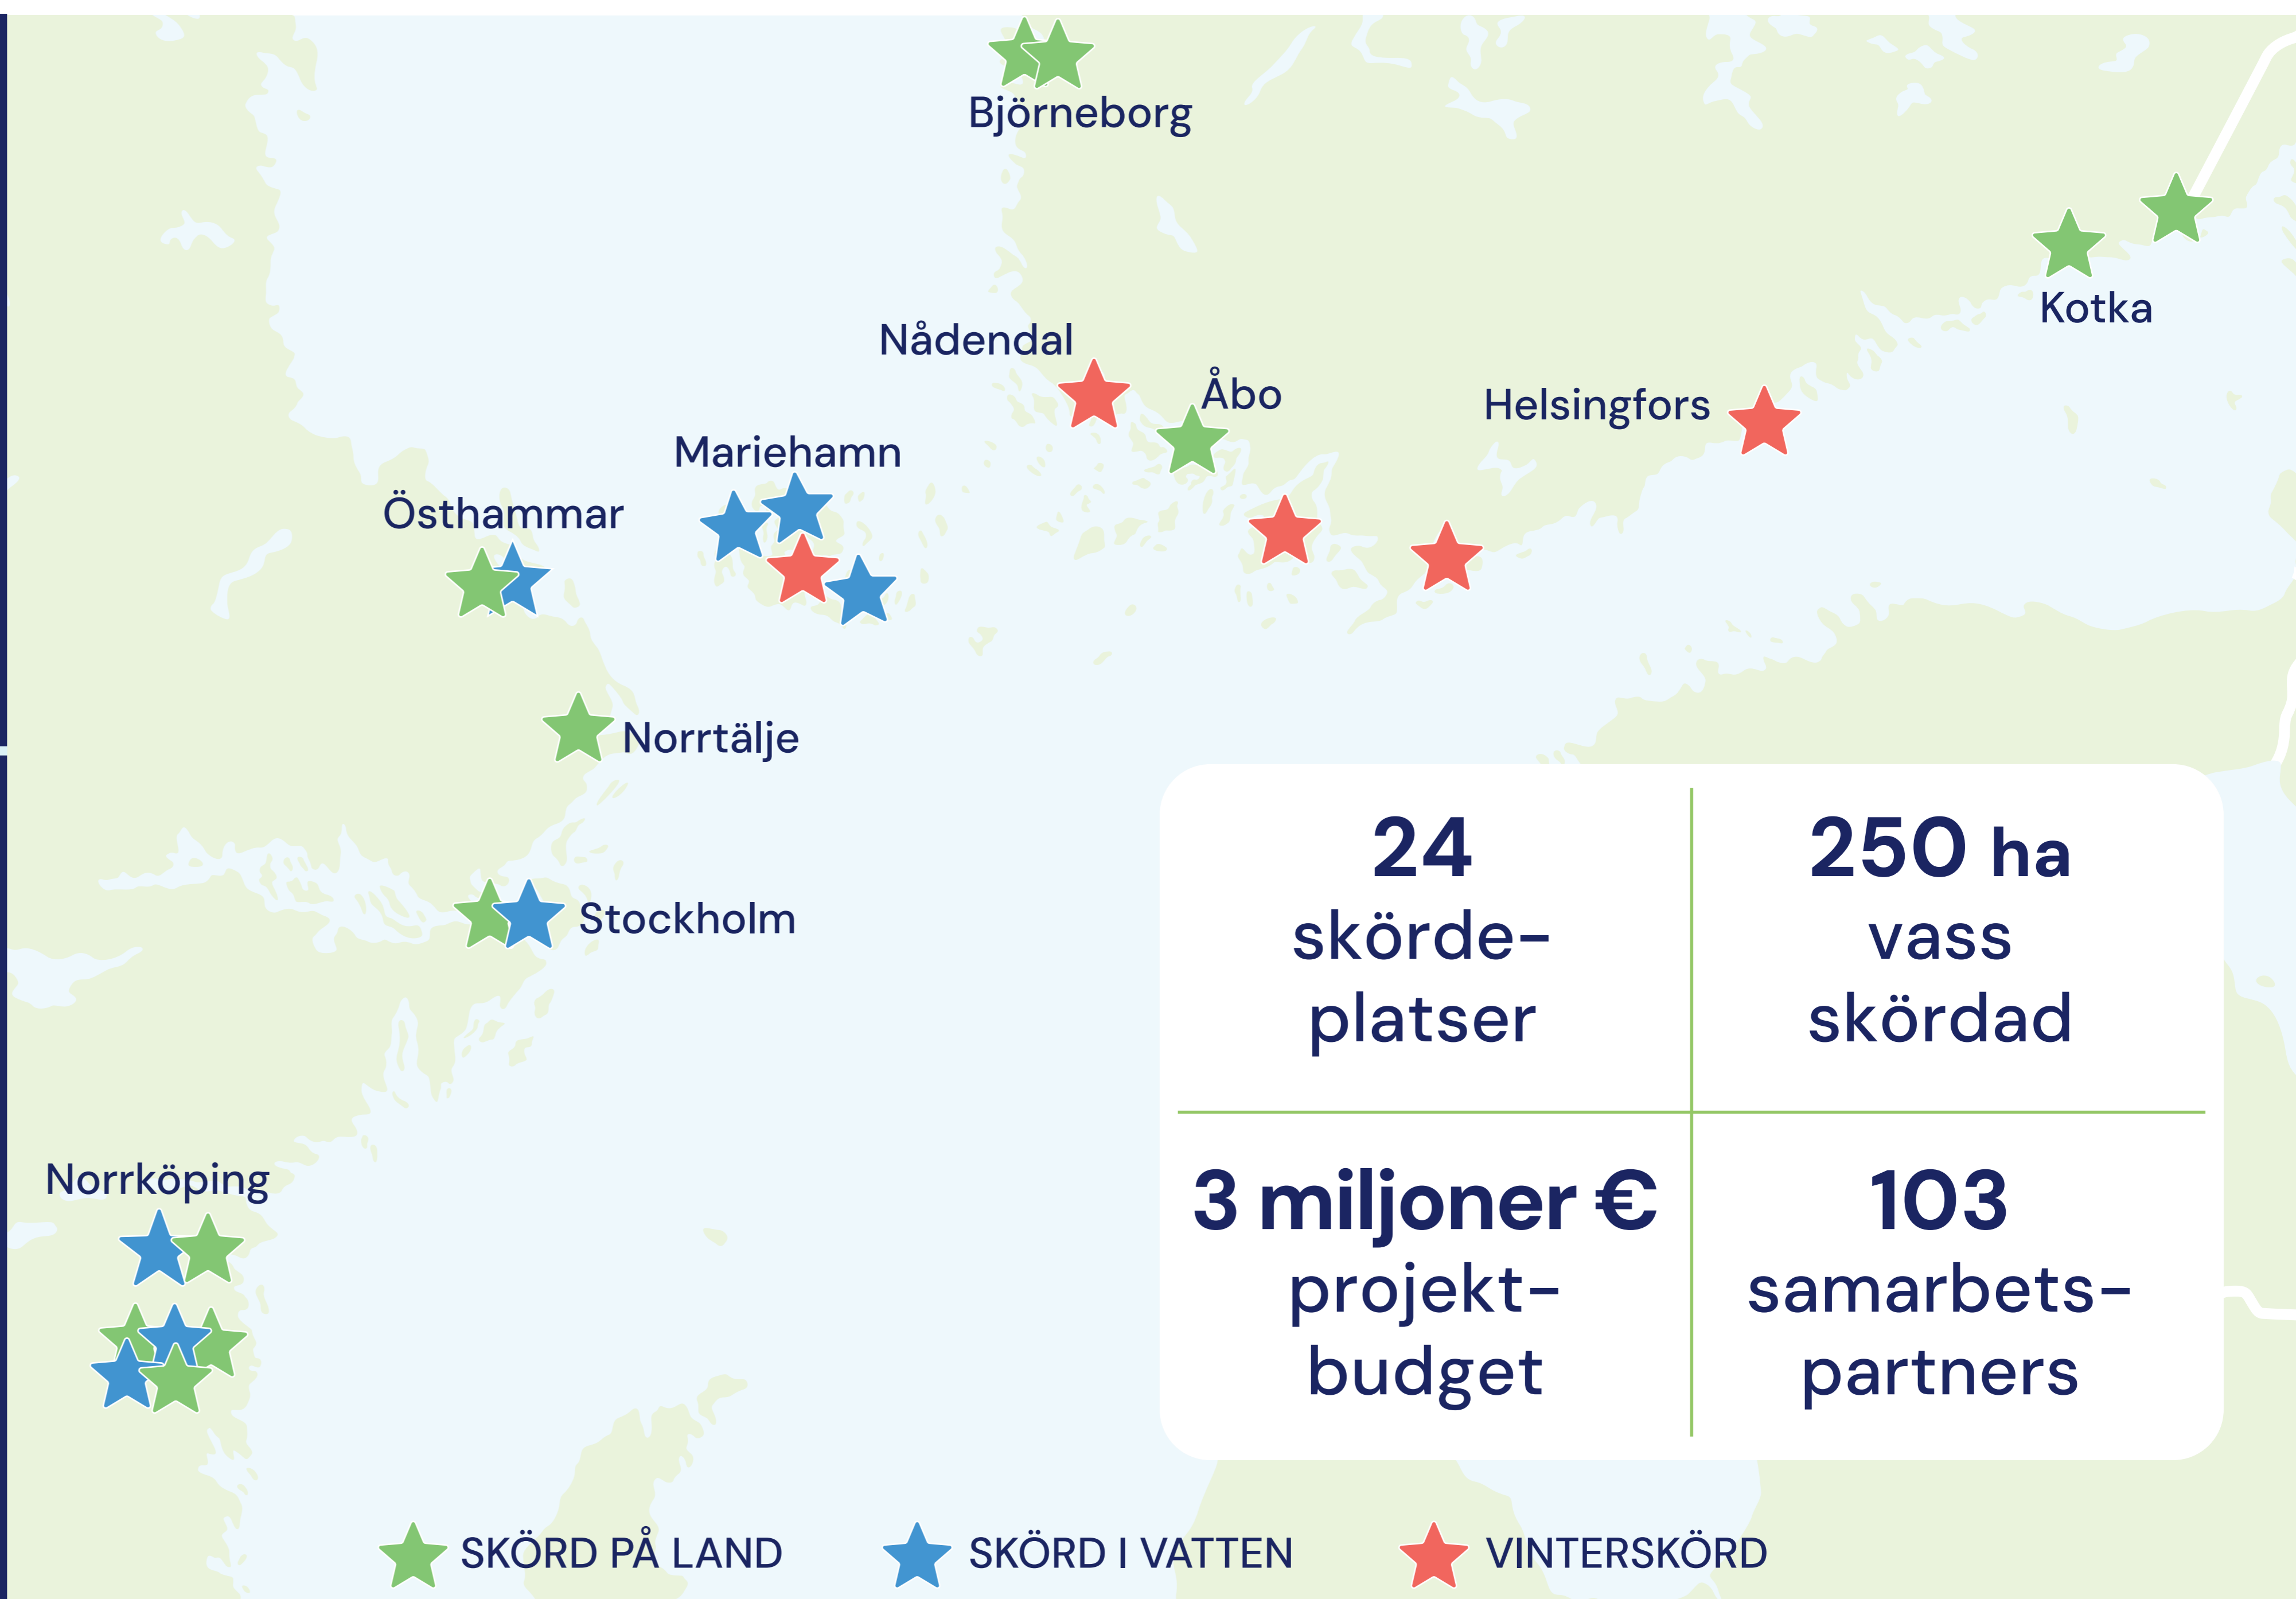 Björneborg
Kotka
Nådendal
Åbo
Helsingfors
Mariehamn
Östhammar
Norrtälje
Stockholm
Norrköping
24
skörde-
platser
250 ha
vass
skördad
3 miljoner €
projekt-
budget
103
samarbets-
partners
SKÖRD PÅ LAND
SKÖRD I VATTEN
VINTERSKÖRD